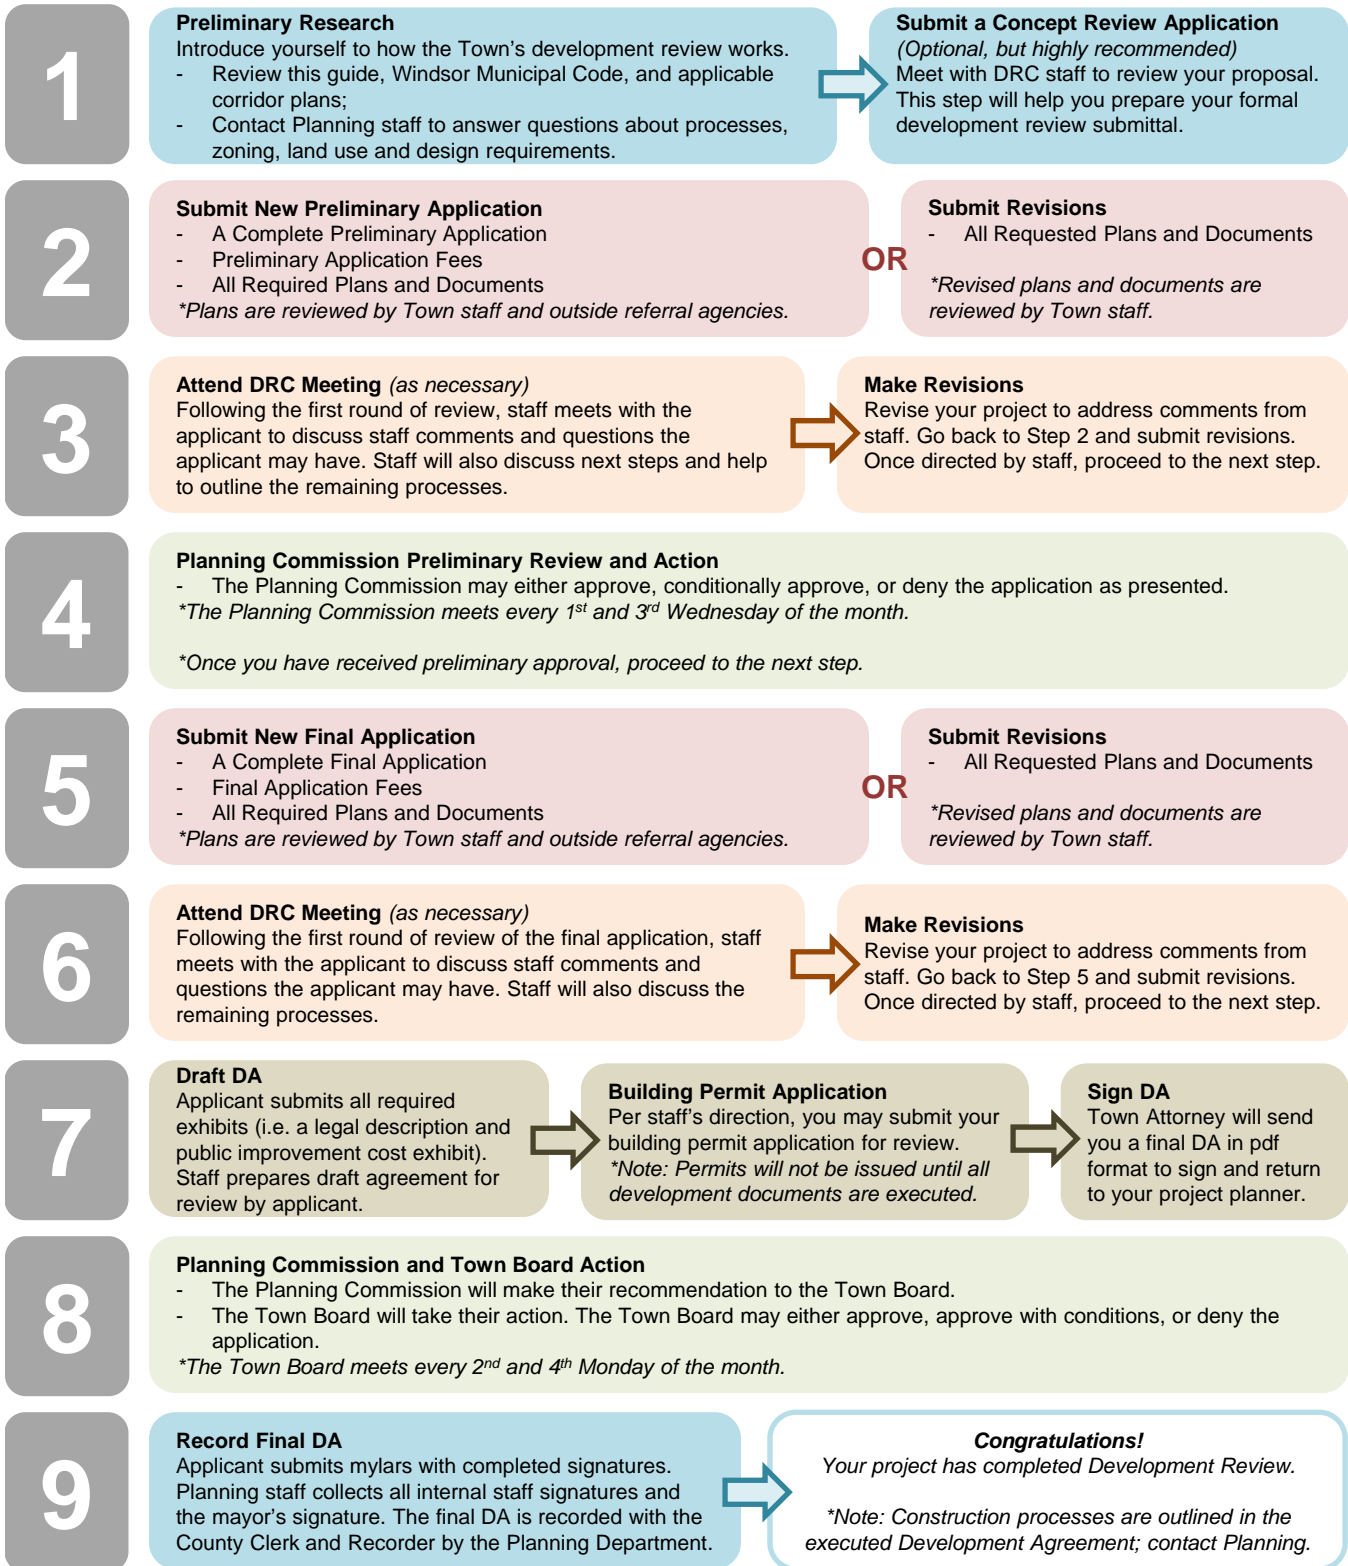 1
Preliminary Research
Introduce yourself to how the Town's development review works.
- Review this guide, Windsor Municipal Code, and applicable
corridor plans;
- Contact Planning staff to answer questions about processes,
zoning, land use and design requirements.
Submit a Concept Review Application
(Optional, but highly recommended)
Meet with DRC staff to review your proposal.
This step will help you prepare your formal
development review submittal.
2
Submit New Preliminary Application
- A Complete Preliminary Application
- Preliminary Application Fees
- All Required Plans and Documents
*Plans are reviewed by Town staff and outside referral agencies.
OR
Submit Revisions
- All Requested Plans and Documents
*Revised plans and documents are
reviewed by Town staff.
3
Attend DRC Meeting (as necessary)
Following the first round of review, staff meets with the
applicant to discuss staff comments and questions the
applicant may have. Staff will also discuss next steps and help
to outline the remaining processes.
Make Revisions
Revise your project to address comments from
staff. Go back to Step 2 and submit revisions.
Once directed by staff, proceed to the next step.
4
Planning Commission Preliminary Review and Action
- The Planning Commission may either approve, conditionally approve, or deny the application as presented.
*The Planning Commission meets every 1st and 3rd Wednesday of the month.
*Once you have received preliminary approval, proceed to the next step.
5
Submit New Final Application
- A Complete Final Application
- Final Application Fees
- All Required Plans and Documents
*Plans are reviewed by Town staff and outside referral agencies.
OR
Submit Revisions
- All Requested Plans and Documents
*Revised plans and documents are
reviewed by Town staff.
6
Attend DRC Meeting (as necessary)
Following the first round of review of the final application, staff
meets with the applicant to discuss staff comments and
questions the applicant may have. Staff will also discuss the
remaining processes.
Make Revisions
Revise your project to address comments from
staff. Go back to Step 5 and submit revisions.
Once directed by staff, proceed to the next step.
7
Draft DA
Applicant submits all required
exhibits (i.e. a legal description and
public improvement cost exhibit).
Staff prepares draft agreement for
review by applicant.
Building Permit Application
Per staff's direction, you may submit your
building permit application for review.
*Note: Permits will not be issued until all
development documents are executed.
Sign DA
Town Attorney will send
you a final DA in pdf
format to sign and return
to your project planner.
8
Planning Commission and Town Board Action
- The Planning Commission will make their recommendation to the Town Board.
- The Town Board will take their action. The Town Board may either approve, approve with conditions, or deny the
application.
*The Town Board meets every 2nd and 4th Monday of the month.
9
Record Final DA
Applicant submits mylars with completed signatures.
Planning staff collects all internal staff signatures and
the mayor's signature. The final DA is recorded with the
County Clerk and Recorder by the Planning Department.
Congratulations!
Your project has completed Development Review.
*Note: Construction processes are outlined in the
executed Development Agreement; contact Planning.